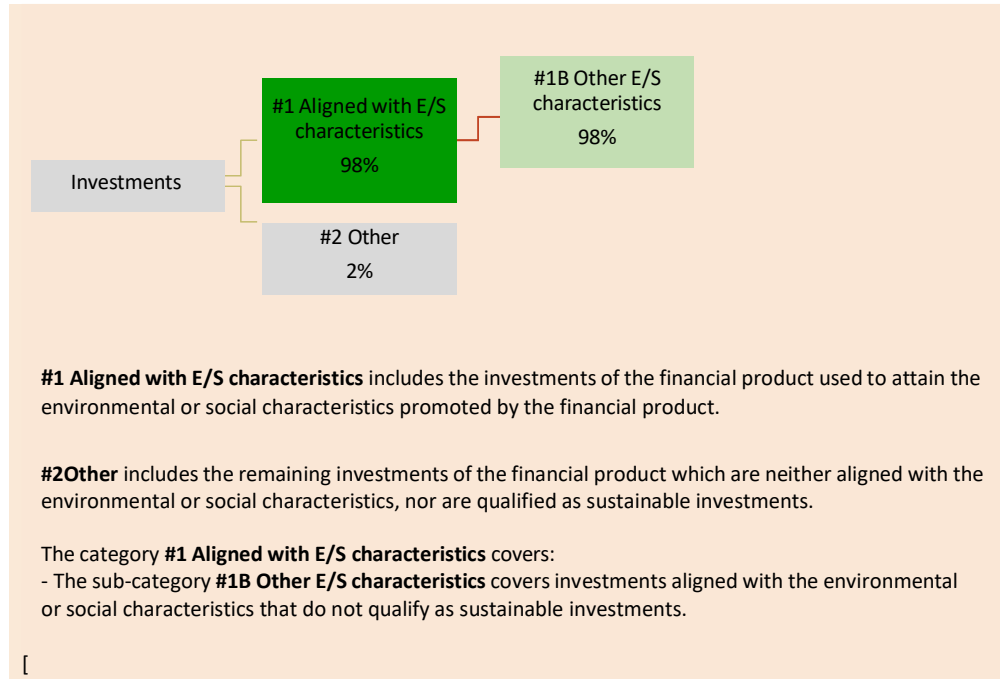 #1B Other E/S
characteristics
98%
#1 Aligned with E/S
characteristics
98%
Investments
#2 Other
2%
#1 Aligned with E/S characteristics includes the investments of the financial product used to attain the
environmental or social characteristics promoted by the financial product.
#2Other includes the remaining investments of the financial product which are neither aligned with the
environmental or social characteristics, nor are qualified as sustainable investments.
The category #1 Aligned with E/S characteristics covers:
- The sub-category #1B Other E/S characteristics covers investments aligned with the environmental
or social characteristics that do not qualify as sustainable investments.
[